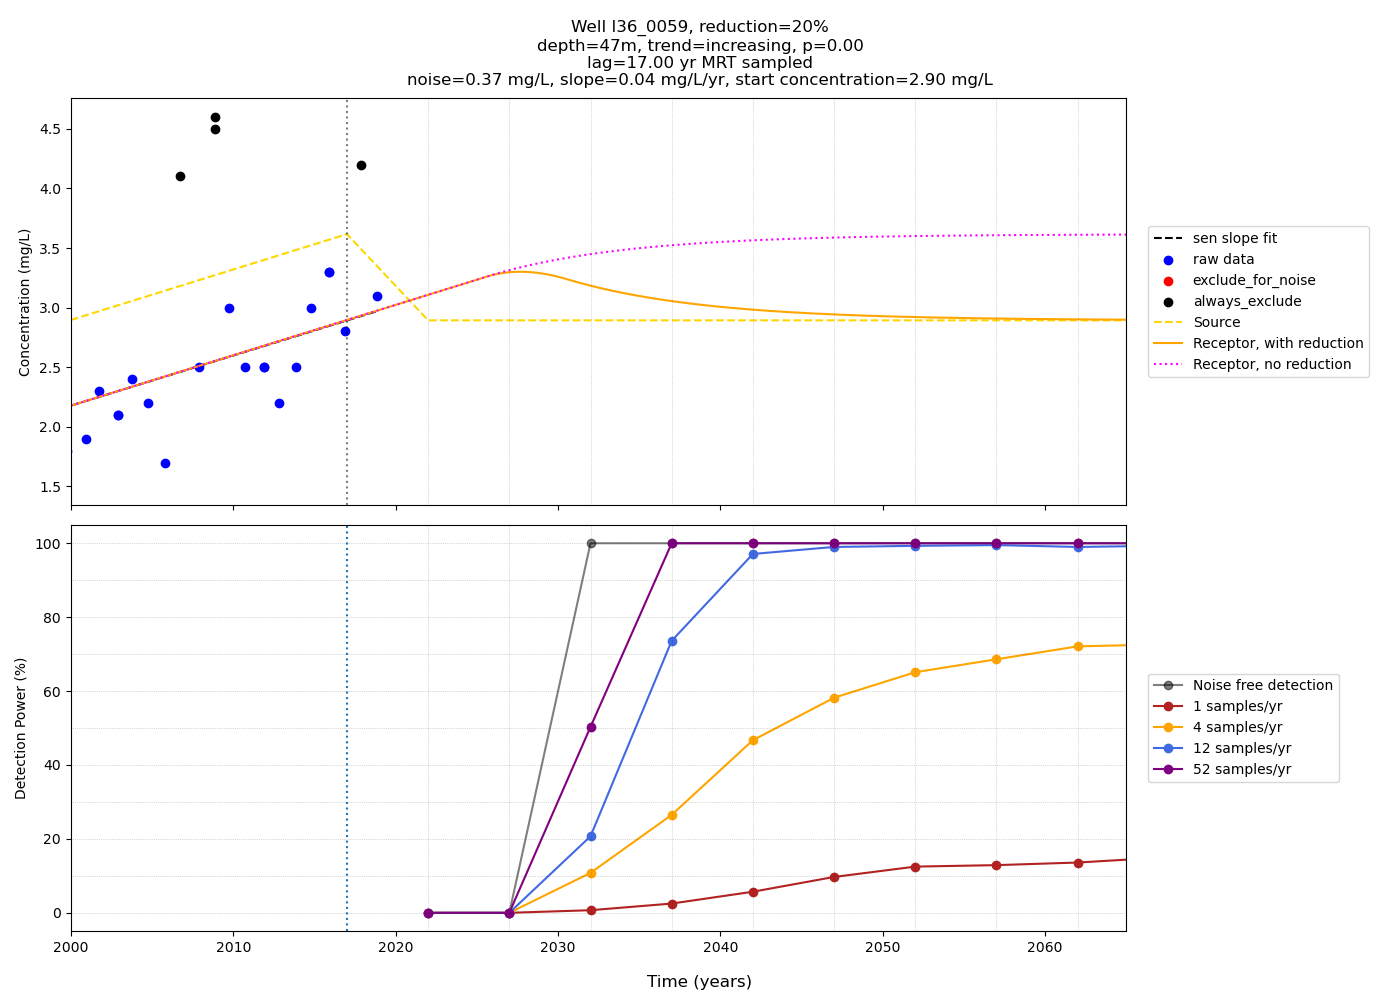 Well l36_0059, reduction=20%
depth=47m, trend=increasing, p=0.00
lag=17.00 yr MRT sampled
noise=0.37 mg/L, slope=0.04 mg/L/yr, start concentration=2.90 mg/L
Concentration (mg/L)
4.5
4.0
3.5
3.0
2.5
2.0
1.5
sen slope fit
raw data
exclude_for_noise
always_exclude
Source
Receptor, with reduction
Receptor, no reduction
Detection Power (%)
100
80
60
40
20
0
Noise free detection
1 samples/yr
4 samples/yr
12 samples/yr
52 samples/yr
2000
2010
2020
2030
2040
2050
2060
Time (years)